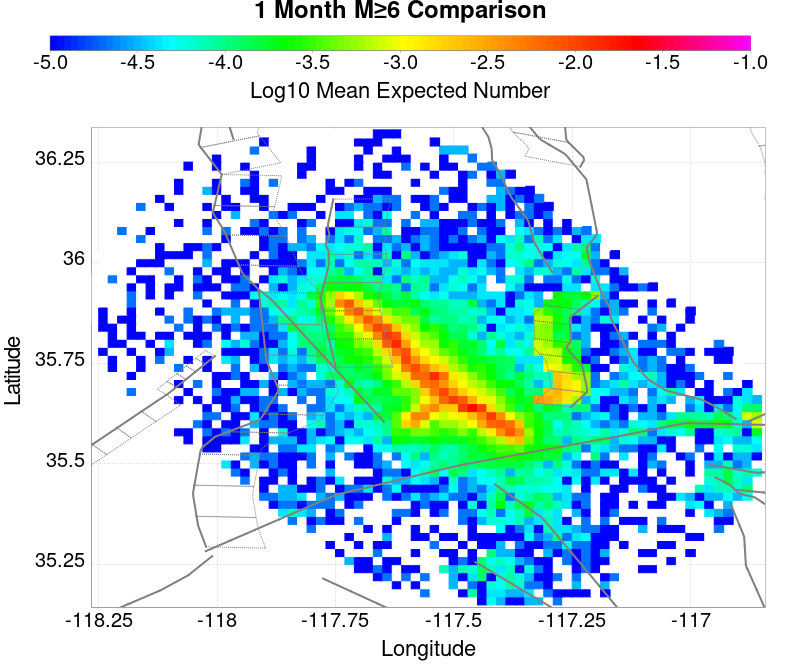 1 Month M≥6 Comparison
-5.0 -4.5 -4.0 -3.5 -3.0 -2.5 -2.0 -1.5 -1.0
Log10 Mean Expected Number
36.25
36
35.75
35.5
35.25
Latitude
-118.25 -118 -117.75 -117.5 -117.25 -117
Longitude